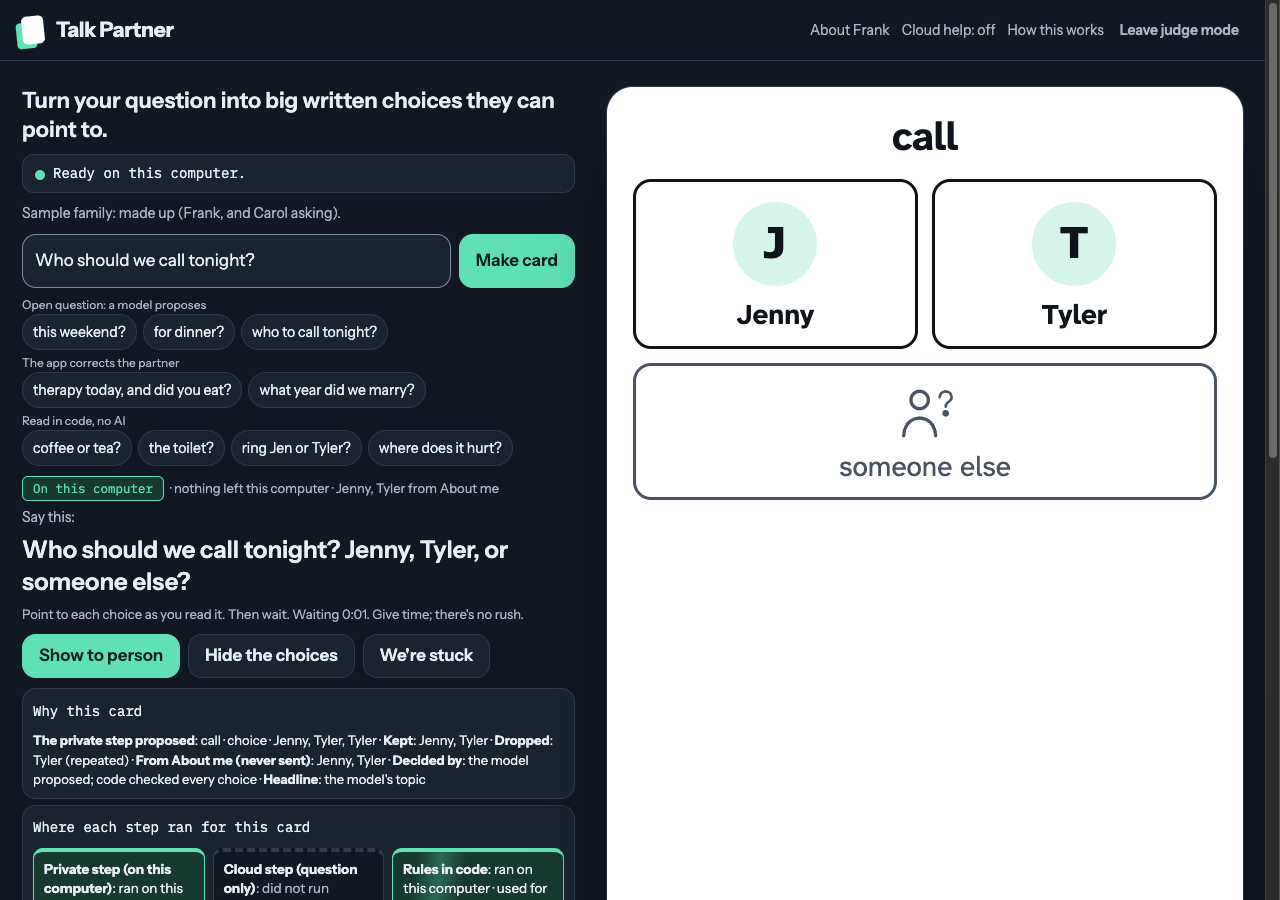 Talk Partner
About Frank Cloud help: off How this works Leave judge mode
Turn your question into big written choices they can
point to.
Ready on this computer.
Sample family: made up (Frank, and Carol asking).
Who should we call tonight? Make card
Open question: a model proposes
this weekend? for dinner? who to call tonight?
The app corrects the partner
therapy today, and did you eat? what year did we marry?
Read in code, no AI
coffee or tea? the toilet? ring Jen or Tyler? where does it hurt?
On this computer · nothing left this computer · Jenny, Tyler from About me
Say this:
Who should we call tonight? Jenny, Tyler, or
someone else?
Point to each choice as you read it. Then wait. Waiting 0:01. Give time; there's no rush.
Show to person Hide the choices We're stuck
Why this card
The private step proposed: call · choice · Jenny, Tyler, Tyler · Kept: Jenny, Tyler · Dropped:
Tyler (repeated) · From About me (never sent): Jenny, Tyler · Decided by: the model
proposed; code checked every choice · Headline: the model's topic
Where each step ran for this card
Private step (on this
computer): ran on this
Cloud step (question
only): did not run
Rules in code: ran on
this computer · used for
call
J
Jenny
T
Tyler
?
someone else